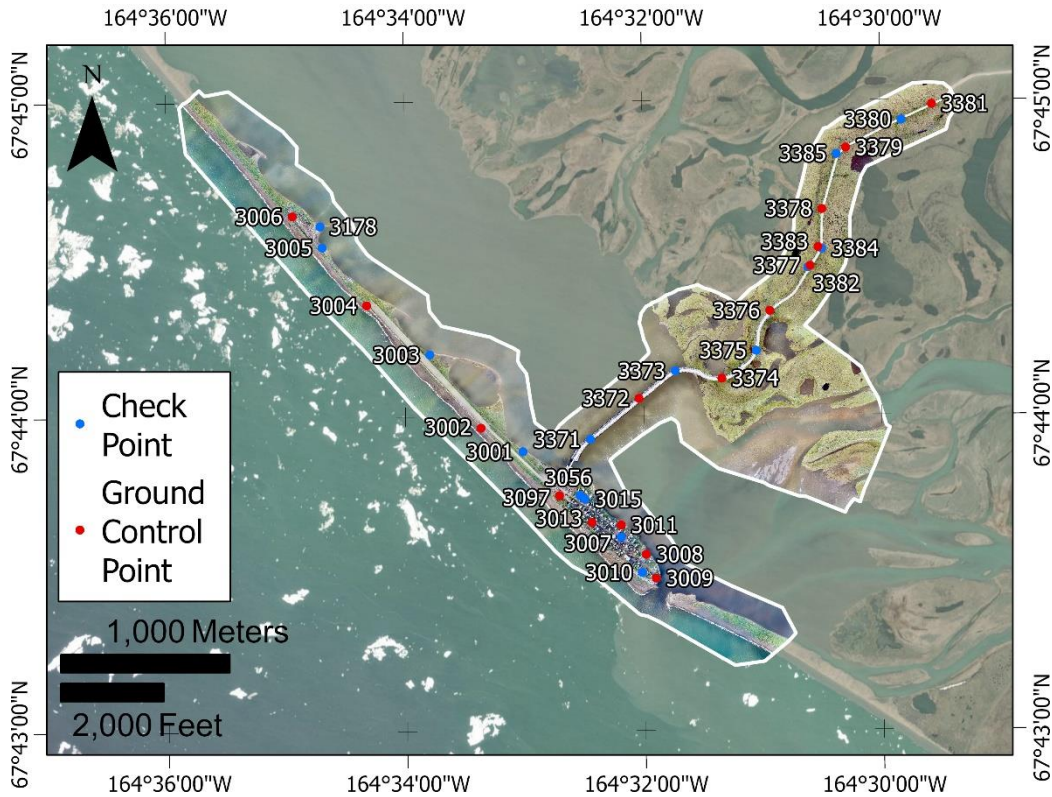 164°36'00"W 164°34'00"W 164°32'00"W 164°30'00"W
67°45'00"N
67°45'00"N
N
3381
3380
3379
3385
3378
3006
3178
3005
3383
3384
3377
3382
3004
3376
3375
3003
3373
3374
3372
67°44'00"N
67°44'00"N
Check
Point
Ground
Control
Point
3002
3371
3001
3056
3097
3015
3013
3011
3007
3008
3010
3009
1,000 Meters
2,000 Feet
67°43'00"N
67°43'00"N
164°36'00"W 164°34'00"W 164°32'00"W 164°30'00"W